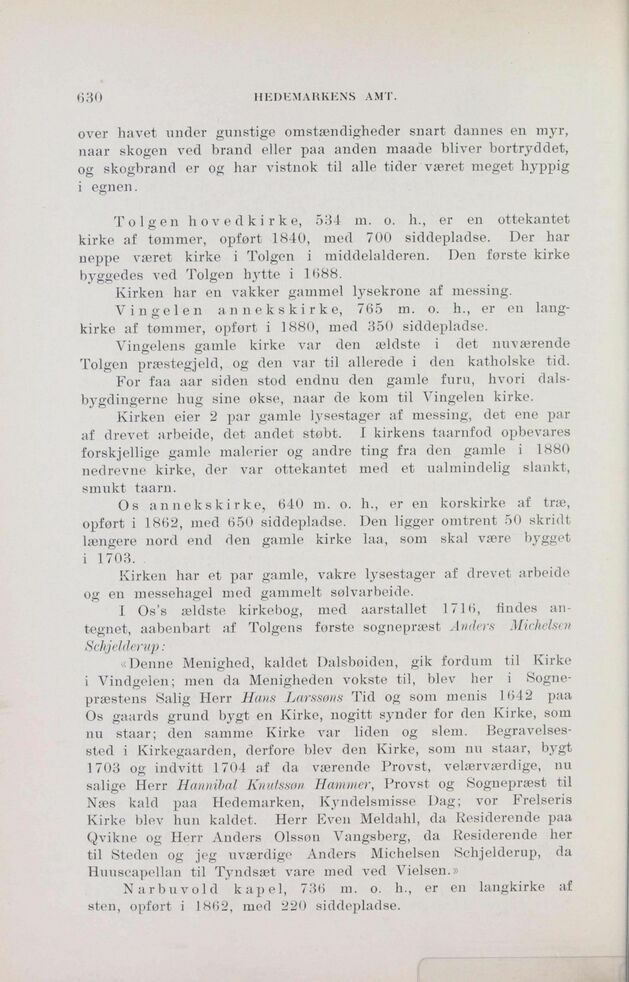 630 HEDEMARKENS AMT.
over havet under gunstige omstændigheder snart dannes en myr,
naar skogen ved brand eller paa anden maade bliver bortryddet,
og skogbrand er og har vistnok til alle tider været meget hyppig
i egnen.
Tolgen hovedkirke, 534 m. o. h., er en ottekantet
kirke af tømmer, opført 1840, med 700 siddepladse. Der har
neppe været kirke i Tolgen i middelalderen. Den første kirke
byggedes ved Tolgen hytte i 1688.
Kirken har en vakker gammel lysekrone af messing.
Vingelen annekskirke, 765 m. o. h., er en lang-
kirke af tømmer, opført i 1880, med 350 siddepladse.
Vingelens gamle kirke var den ældste i det nuværende
Tolgen præstegjeld, og den var til allerede i den katholske tid.
For faa aar siden stod endnu den gamle furu, hvori dals-
bygdingerne hug sine økse, naar de kom til Vingelen kirke.
Kirken eier 2 par gamle lysestager af messing, det ene par
af drevet arbeide, det andet støbt. I kirkens taarnfod opbevares
forskjellige gamle malerier og andre ting fra den gamle i 1880
nedrevne kirke, der var ottekantet med et ualmindelig slankt,
smukt taarn.
Os annekskirke, 640 m. o. h., er en korskirke af træ,
opført i 1862, med 650 siddepladse. Den ligger omtrent 50 skridt
længere nord end den gamle kirke laa, som skal være bygget
i 1703.
Kirken har et par gamle, vakre lysestager af drevet arbeide
og en messehagel med gammelt sølvarbeide.
I Os's ældste kirkebog, med aarstallet 1716, findes an-
tegnet, aabenbart af Tolgens første sognepræst Anders Michelsen
Schjelderup:
«Denne Menighed, kaldet Dalsbøiden, gik fordum til Kirke
i Vindgelen; men da Menigheden vokste til, blev her i Sogne-
præstens Salig Herr Hans Larssøns Tid og som menis 1642 paa
Os gaards grund bygt en Kirke, nogitt synder for den Kirke, som
nu staar; den samme Kirke var liden og slem. Begravelses-
sted i Kirkegaarden, derfore blev den Kirke, som nu staar, bygt
1703 og indvitt 1704 af da værende Provst, velærværdige, nu
salige Herr Hannibal Knutssøn Hammer, Provst og Sognepræst til
Næs kald paa Hedemarken, Kyndelsmisse Dag; vor Frelseris
Kirke blev hun kaldet. Herr Even Meldahl, da Residerende paa
Qvikne og Herr Anders Olssøn Vangsberg, da Residerende her
til Steden og jeg uværdige Anders Michelsen Schjelderup, da
Huuscapellan til Tyndsæt vare med ved Vielsen.»
Narbuvold kapel, 736 m. o. h., er en langkirke af
sten, opført i 1862, med 220 siddepladse.